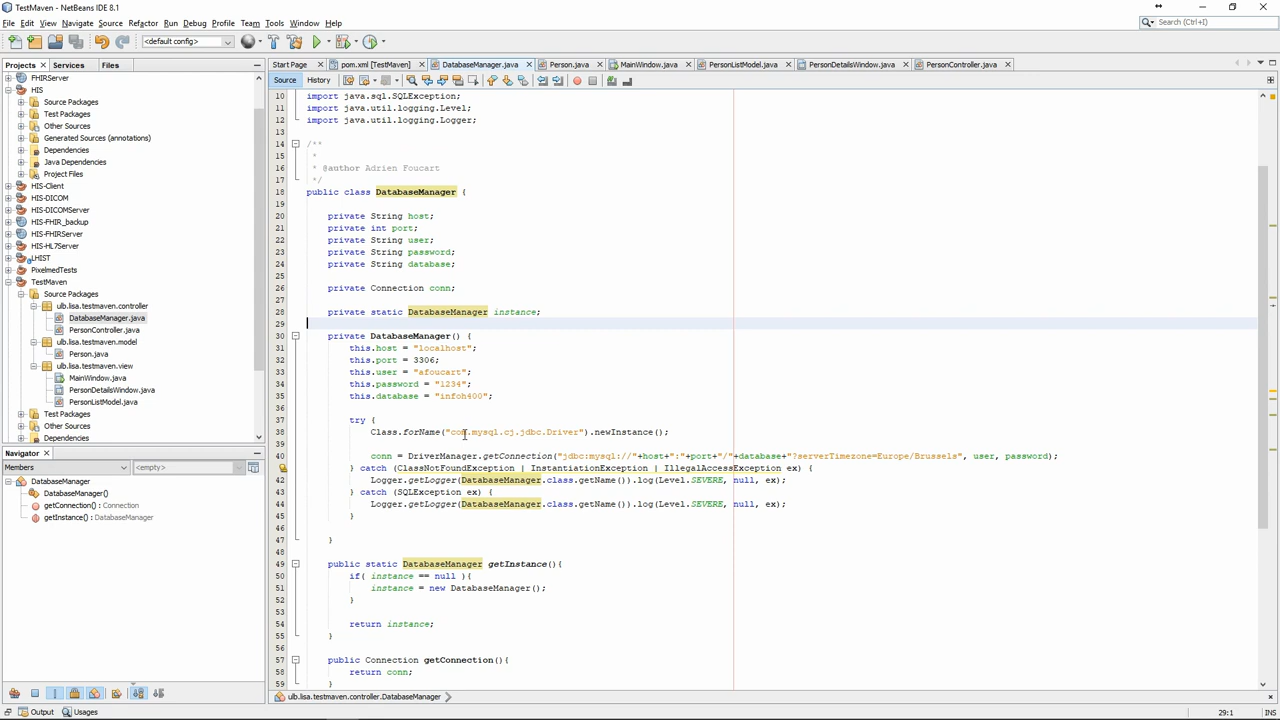 TestMaven - NetBeans IDE 8.1
File Edit View Navigate Source Refactor Run Debug Profile Team Tools Window Help
Search (Ctrl+I)
<default config>
Projects Services Files
Start Page pom.xml [TestMaven] DatabaseManager.java Person.java MainWindow.java PersonListModel.java PersonDetailsWindow.java PersonController.java
Source History
FHIRServer
HIS
Source Packages
Test Packages
Other Sources
Generated Sources (annotations)
Dependencies
Java Dependencies
Project Files
HIS-Client
HIS-DICOM
HIS-DICOMServer
HIS-FHIR_backup
HIS-FHIRServer
HIS-HL7Server
LHIST
PixelmedTests
TestMaven
Source Packages
ulb.lisa.testmaven.controller
DatabaseManager.java
PersonController.java
ulb.lisa.testmaven.model
Person.java
ulb.lisa.testmaven.view
MainWindow.java
PersonDetailsWindow.java
PersonListModel.java
Test Packages
Other Sources
Dependencies
Navigator
Members <empty>
DatabaseManager
DatabaseManager()
getConnection() : Connection
getInstance() : DatabaseManager
10 import java.sql.SQLException;
11 import java.util.logging.Level;
12 import java.util.logging.Logger;
13
14 /**
15 *
16 * @author Adrien Foucart
17 */
18 public class DatabaseManager {
19
20 private String host;
21 private int port;
22 private String user;
23 private String password;
24 private String database;
25
26 private Connection conn;
27
28 private static DatabaseManager instance;
29
30 private DatabaseManager() {
31 this.host = "localhost";
32 this.port = 3306;
33 this.user = "afoucart";
34 this.password = "1234";
35 this.database = "infoh400";
36
37 try {
38 Class.forName("com.mysql.cj.jdbc.Driver").newInstance();
39
40 conn = DriverManager.getConnection("jdbc:mysql://"+host+":"+port+"/"+database+"?serverTimezone=Europe/Brussels", user, password);
} catch (ClassNotFoundException | InstantiationException | IllegalAccessException ex) {
42 Logger.getLogger(DatabaseManager.class.getName()).log(Level.SEVERE, null, ex);
43 } catch (SQLException ex) {
44 Logger.getLogger(DatabaseManager.class.getName()).log(Level.SEVERE, null, ex);
45 }
46
47 }
48
49 public static DatabaseManager getInstance(){
50 if( instance == null ){
51 instance = new DatabaseManager();
52 }
53
54 return instance;
55 }
56
57 public Connection getConnection(){
58 return conn;
59 }
ulb.lisa.testmaven.controller.DatabaseManager
Output Usages
29:1 INS